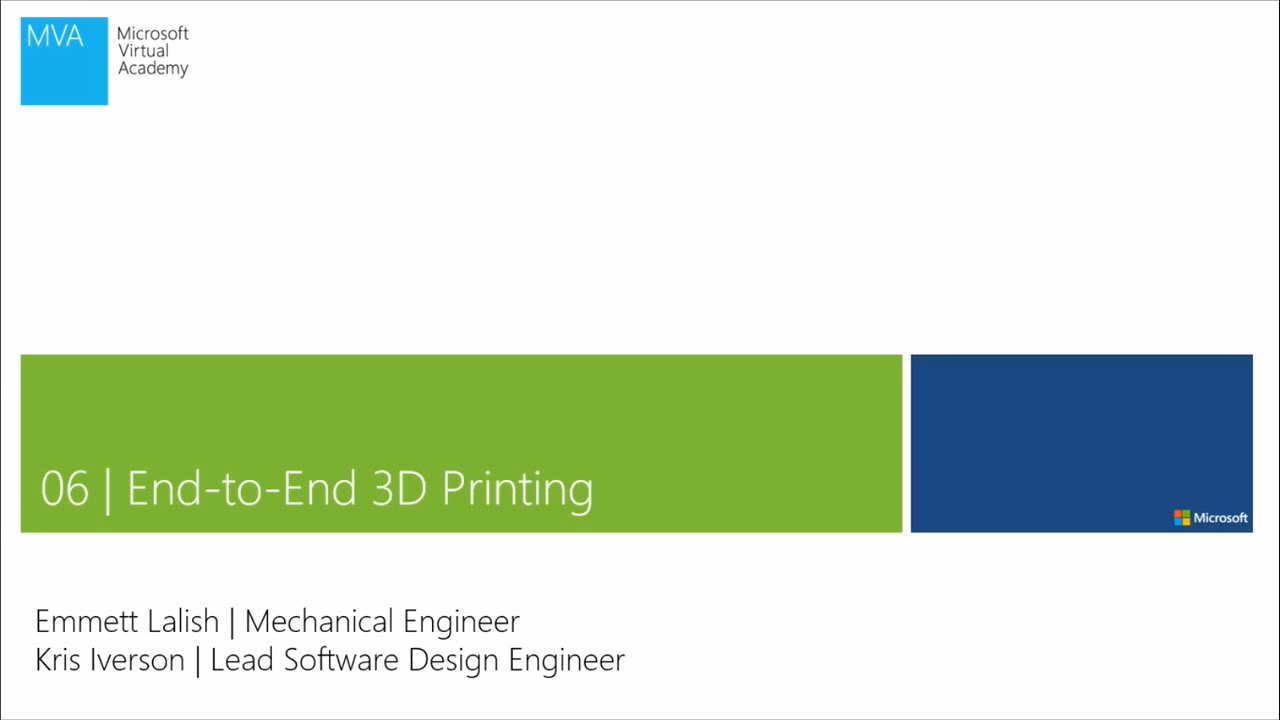 MVA
Microsoft
Virtual
Academy
06 | End-to-End 3D Printing
Microsoft
Emmett Lalish | Mechanical Engineer
Kris Iverson | Lead Software Design Engineer